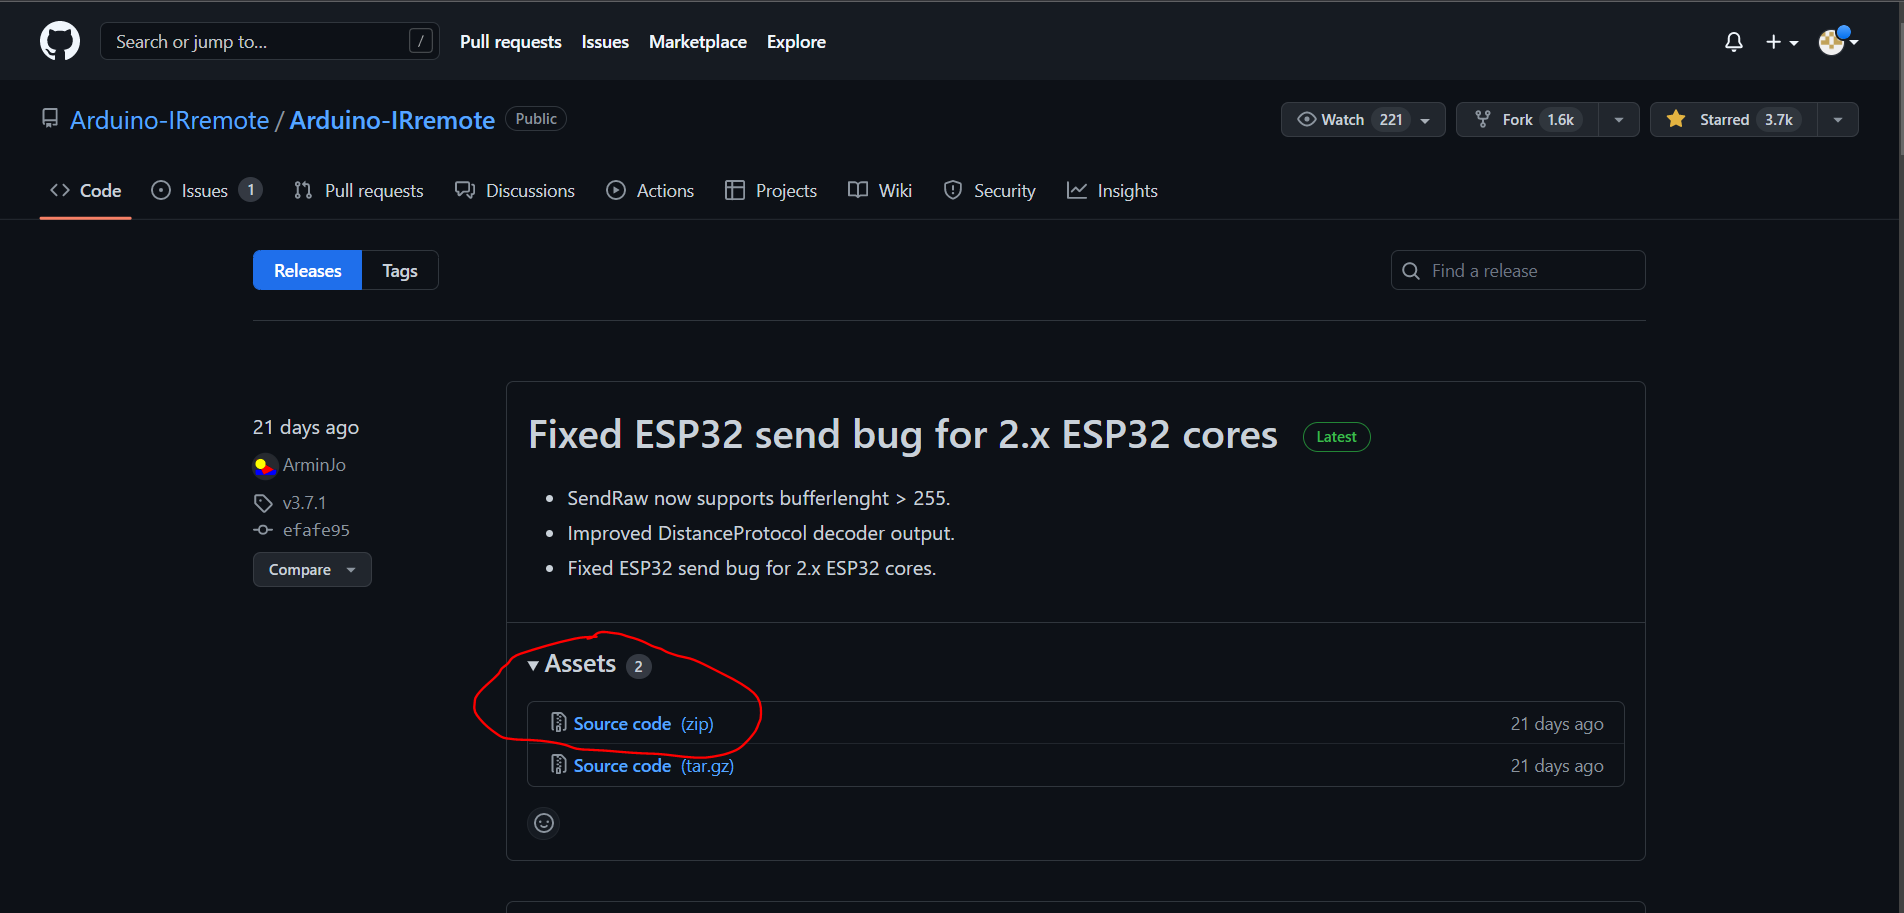 Search or jump to... /
Pull requests Issues Marketplace Explore
Arduino-IRremote / Arduino-IRremote Public
Watch 221 Fork 1.6k Starred 3.7k
Code Issues 1 Pull requests Discussions Actions Projects Wiki Security Insights
Releases Tags
Find a release
21 days ago
ArminJo
v3.7.1
efafe95
Compare
Fixed ESP32 send bug for 2.x ESP32 cores Latest
SendRaw now supports bufferlenght > 255.
Improved DistanceProtocol decoder output.
Fixed ESP32 send bug for 2.x ESP32 cores.
Assets 2
Source code (zip) 21 days ago
Source code (tar.gz) 21 days ago